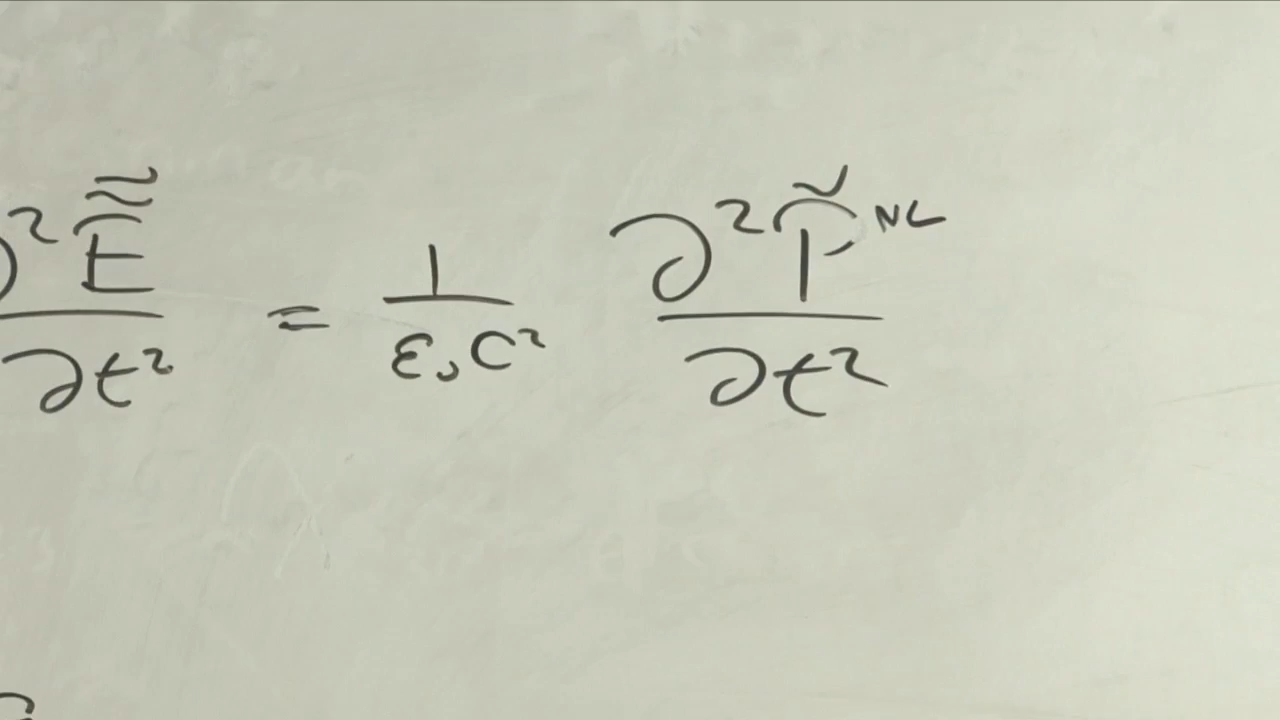 ∂²Ẽ/∂t² = 1/ε₀c² ∂²P̃ᴺᴸ/∂t²